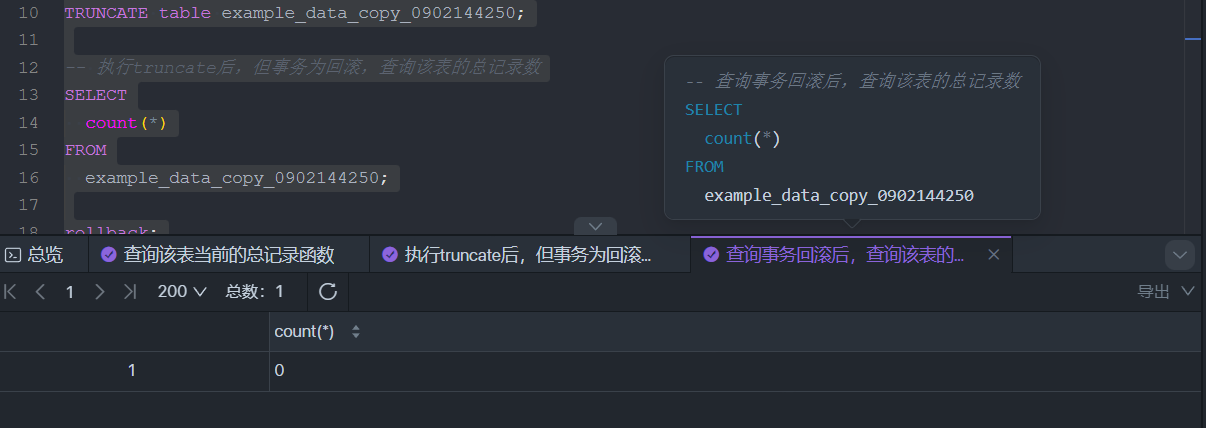 10 TRUNCATE table example_data_copy_0902144250;
11
12 -- 执行truncate后，但事务为回滚，查询该表的总记录数
13 SELECT
14 count(*)
15 FROM
16 example_data_copy_0902144250;
17
18 rollback;
-- 查询事务回滚后，查询该表的总记录数
SELECT
count(*)
FROM
example_data_copy_0902144250
总览 查询该表当前的总记录函数 执行truncate后，但事务为回滚... 查询事务回滚后，查询该表的...
1 200 总数： 1 导出
count(*)
1 0